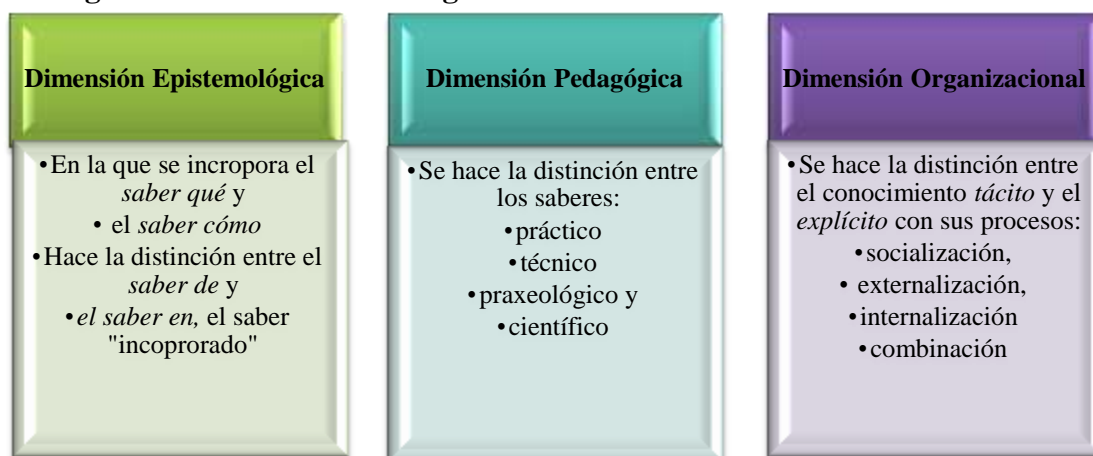 Dimensión Epistemológica
•En la que se incropora el
saber qué y
• el saber cómo
•Hace la distinción entre el
saber de y
•el saber en, el saber
"incoprorado"
Dimensión Pedagógica
•Se hace la distinción entre
los saberes:
•práctico
•técnico
•praxeológico y
•científico
Dimensión Organizacional
•Se hace la distinción entre
el conocimiento tácito y el
explícito con sus procesos:
•socialización,
• externalización,
•internalización
•combinación